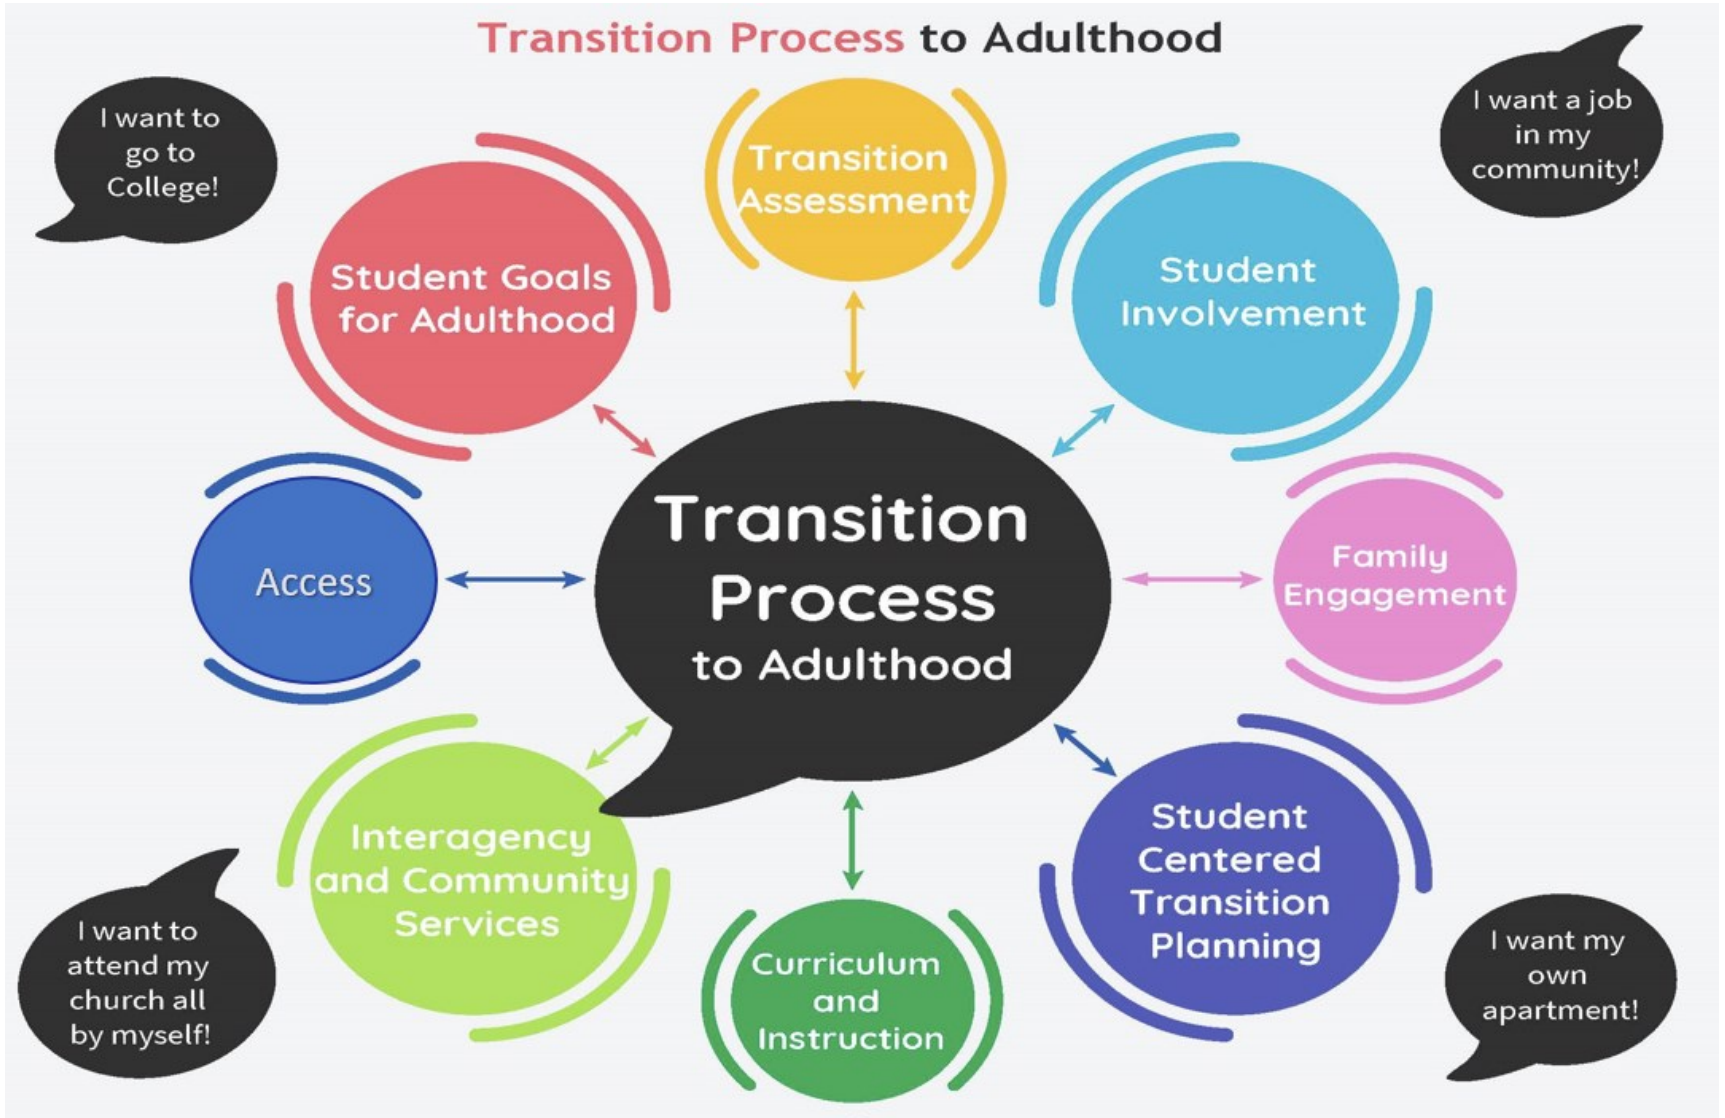 Transition Process to Adulthood
I want to
go to
College!
I want a job
in my
community!
Transition
Assessment
Student Goals
for Adulthood
Student
Involvement
Access
Transition
Process
to Adulthood
Family
Engagement
Interagency
and Community
Services
Student
Centered
Transition
Planning
Curriculum
and
Instruction
I want to
attend my
church all
by myself!
I want my
own
apartment!